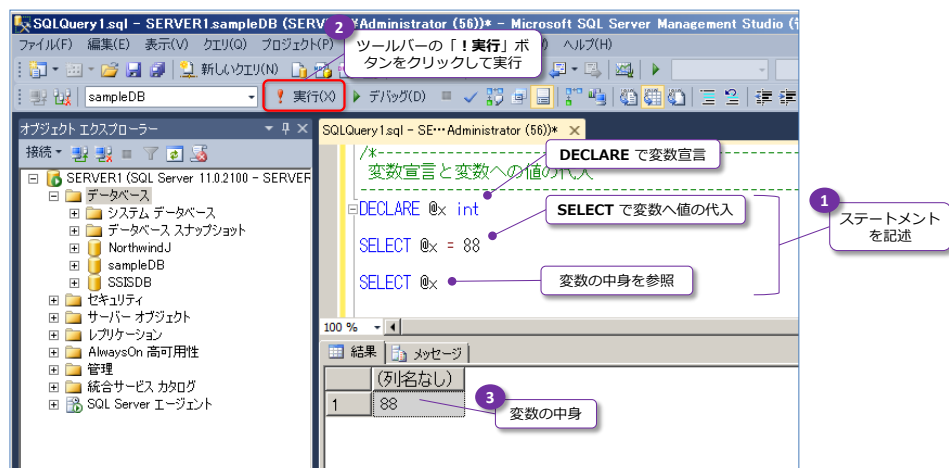 SQLQuery1.sql - SERVER1.sampleDB (SERV
Administrator (56))* - Microsoft SQL Server Management Studio
2
ファイル(F) 編集(E) 表示(V) クエリ(Q) プロジェクト(P)
ヘルプ(H)
ツールバーの「！実行」ボ
タンをクリックして実行
新しいクエリ(N)
sampleDB
実行(X)
デバッグ(D)
オブジェクト エクスプローラー
接続
SERVER1 (SQL Server 11.0.2100 - SERVER
データベース
システム データベース
データベース スナップショット
NorthwindJ
sampleDB
SSISDB
セキュリティ
サーバー オブジェクト
レプリケーション
AlwaysOn 高可用性
管理
統合サービス カタログ
SQL Server エージェント
SQLQuery1.sql - SE...Administrator (56))*
/*------------------------------
変数宣言と変数への値の代入
DECLARE で変数宣言
DECLARE @x int
SELECT で変数へ値の代入
SELECT @x = 88
SELECT @x
変数の中身を参照
1
ステートメント
を記述
100 %
結果
メッセージ
(列名なし)
1 88
3
変数の中身